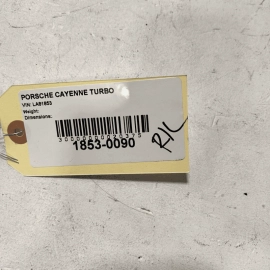 PORSCHE CAYENNE TURBO
VIN: LA81853
Weight:
Dimensions:
1853-0090
R/C